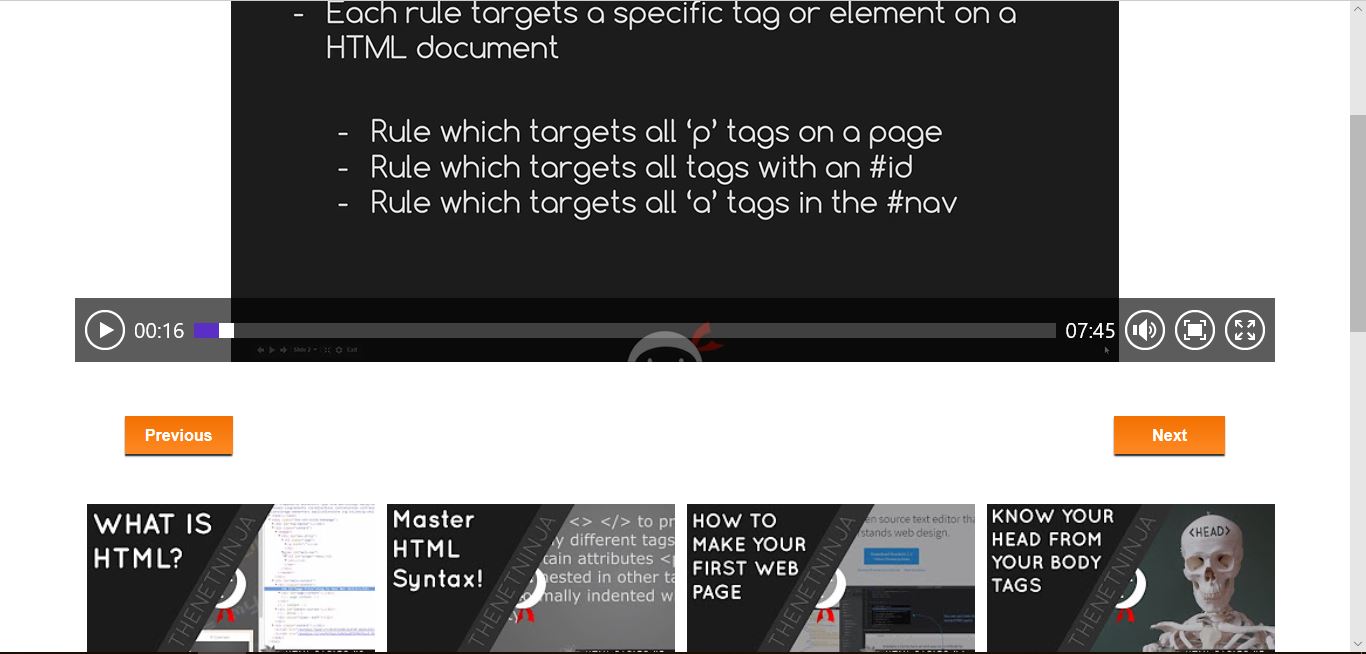 - Each rule targets a specific tag or element on a
HTML document
- Rule which targets all ‘p’ tags on a page
- Rule which targets all tags with an #id
- Rule which targets all ‘a’ tags in the #nav
00:16
07:45
Slide 2
Exit
Previous
Next
WHAT IS
HTML?
THENETNINJA
Master
HTML
Syntax!
THENETNINJA
<> </> to pr
different tags
tain attributes <
nested in other ta
mally indented w
HOW TO
MAKE YOUR
FIRST WEB
PAGE
THENETNINJA
en source text editor tha
stands web design.
KNOW YOUR
HEAD FROM
YOUR BODY
TAGS
THENETNINJA
<HEAD>